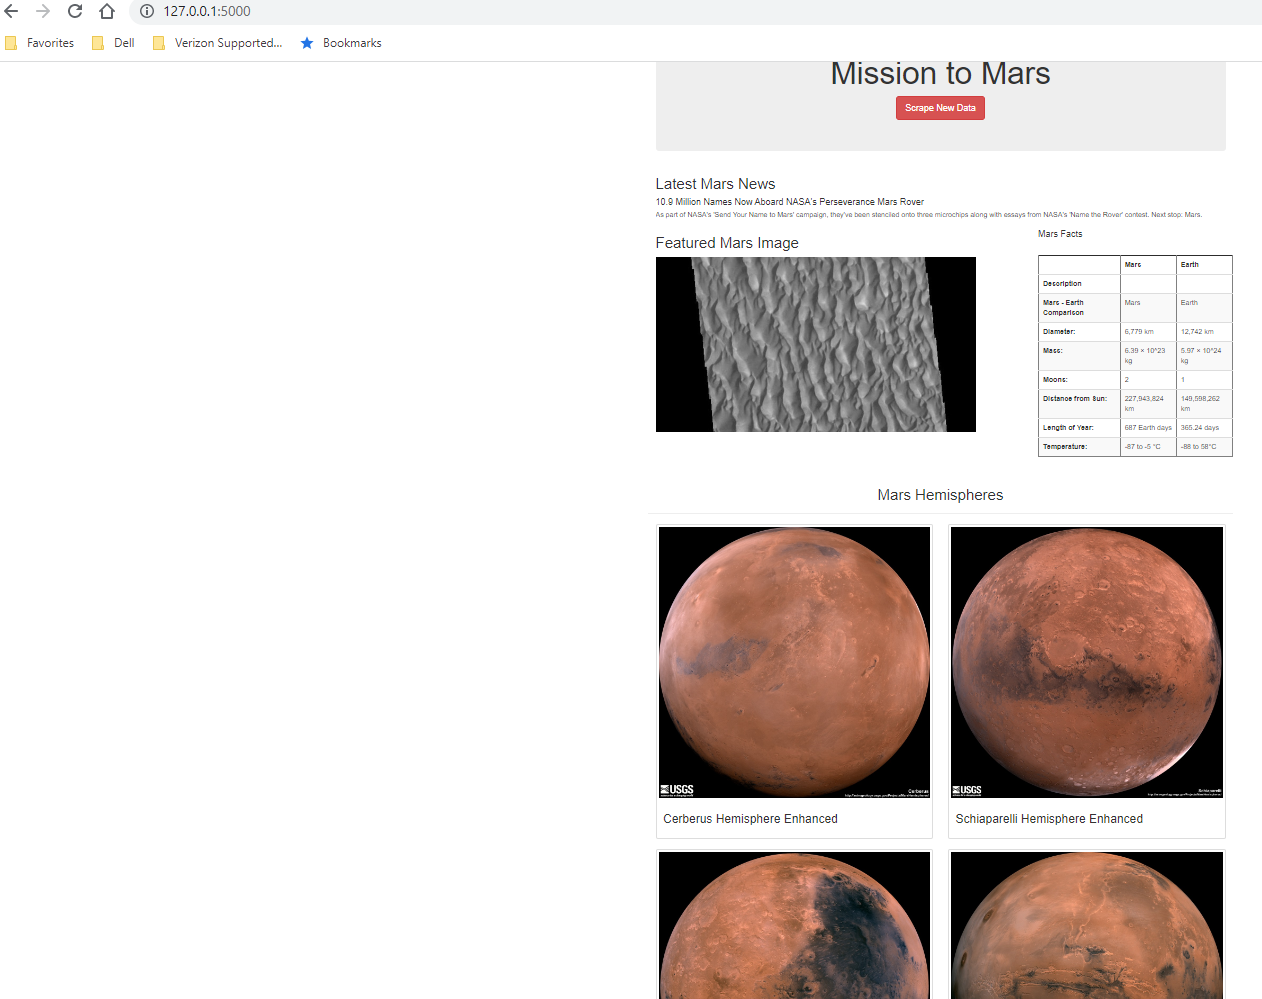 127.0.0.1:5000
Favorites Dell Verizon Supported... Bookmarks
Mission to Mars
Scrape New Data
Latest Mars News
10.9 Million Names Now Aboard NASA's Perseverance Mars Rover
As part of NASA's 'Send Your Name to Mars' campaign, they've been stenciled onto three microchips along with essays from NASA's 'Name the Rover' contest. Next stop: Mars.
Featured Mars Image
Mars Facts
Mars Earth
Description
Mars - Earth Comparison Mars Earth
Diameter: 6,779 km 12,742 km
Mass: 6.39 × 10^23 kg 5.97 × 10^24 kg
Moons: 2 1
Distance from Sun: 227,943,824 km 149,598,262 km
Length of Year: 687 Earth days 365.24 days
Temperature: -87 to -5 °C -88 to 58°C
Mars Hemispheres
USGS
Cerberus
USGS
Schiaparelli
Cerberus Hemisphere Enhanced
Schiaparelli Hemisphere Enhanced